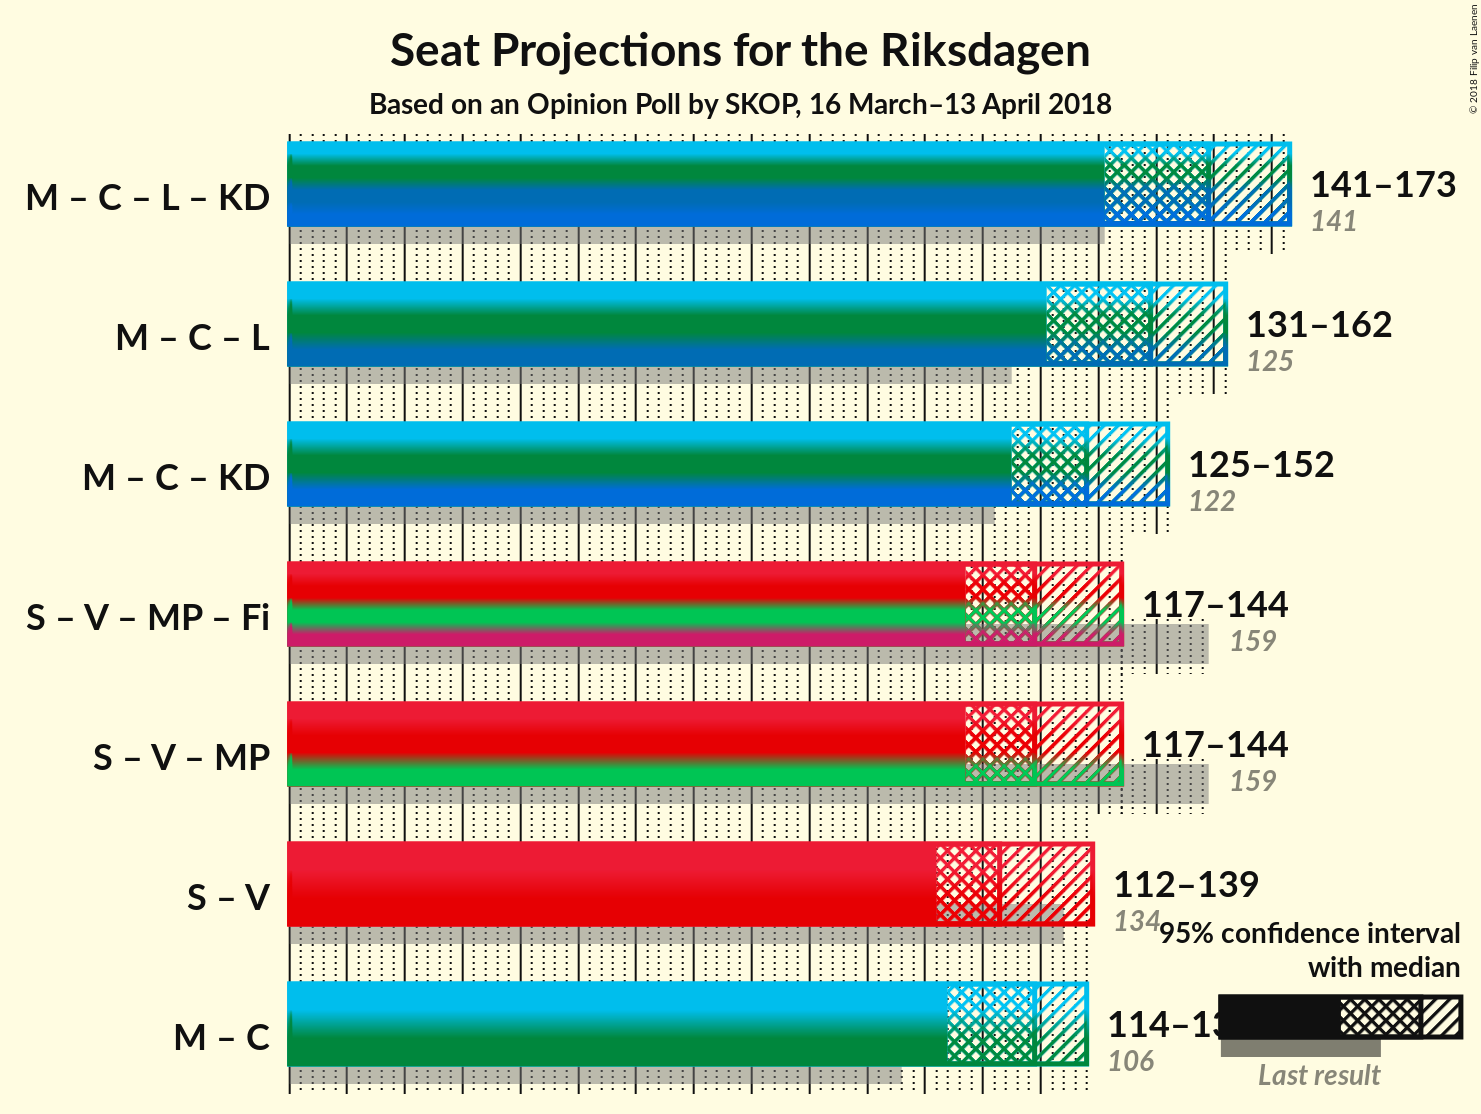 Seat Projections for the Riksdagen
Based on an Opinion Poll by SKOP, 16 March–13 April 2018
© 2018 Filip van Laenen
M – C – L – KD
141–173
141
M – C – L
131–162
125
M – C – KD
125–152
122
S – V – MP – Fi
117–144
159
S – V – MP
117–144
159
S – V
112–139
134
95% confidence interval
with median
M – C
114–13
106
Last result